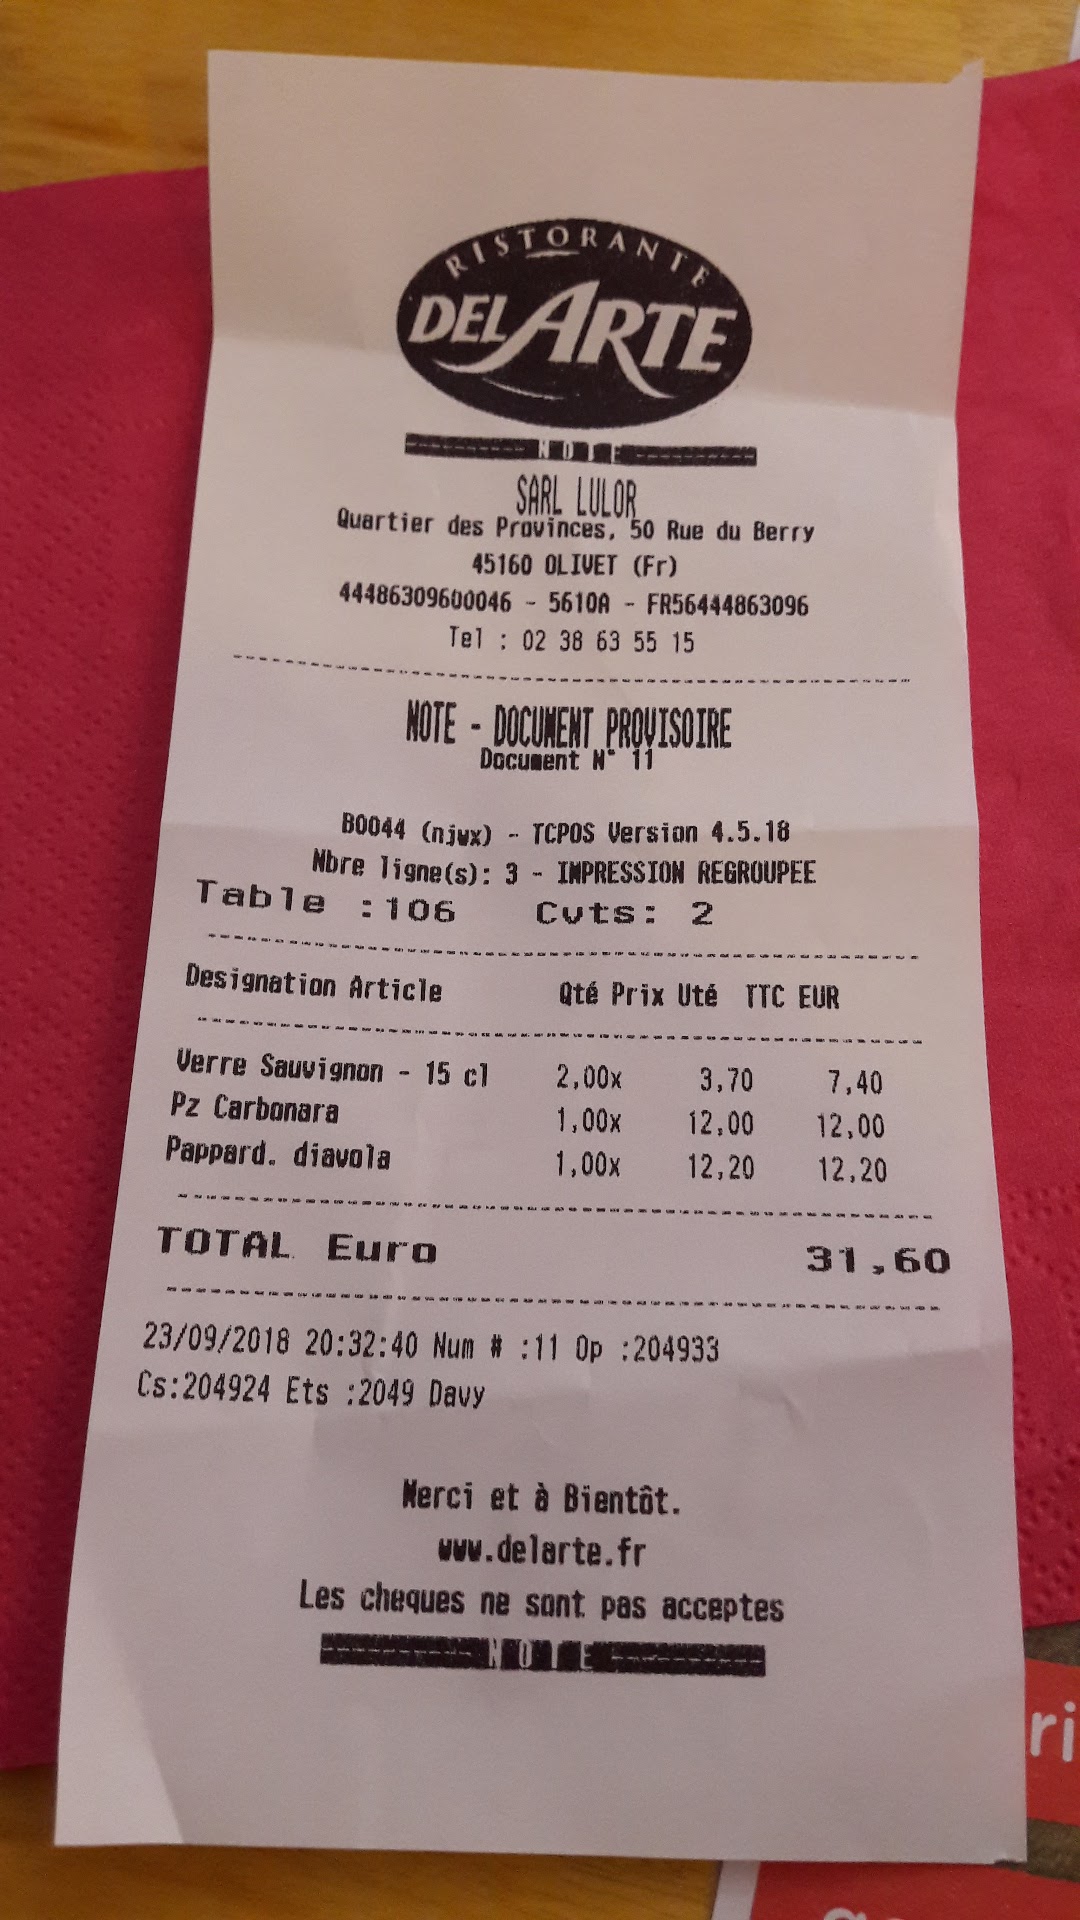 RISTORANTE
DEL ARTE
NOTE
SARL LULOR
Quartier des Provinces, 50 Rue du Berry
45160 OLIVET (Fr)
44486309600046 - 5610A - FR56444863096
Tel : 02 38 63 55 15
NOTE - DOCUMENT PROVISOIRE
Document N° 11
B0044 (njwx) - TCPOS Version 4.5.18
Nbre ligne(s): 3 - IMPRESSION REGROUPEE
Table :106 Cvts: 2
Designation Article Qté Prix Uté TTC EUR
Verre Sauvignon - 15 cl 2,00x 3,70 7,40
Pz Carbonara 1,00x 12,00 12,00
Pappard. diavola 1,00x 12,20 12,20
TOTAL Euro 31,60
23/09/2018 20:32:40 Num # :11 Op :204933
Cs:204924 Ets :2049 Davy
Merci et à Bientôt.
www.delarte.fr
Les cheques ne sont pas acceptes
NOTE
ri